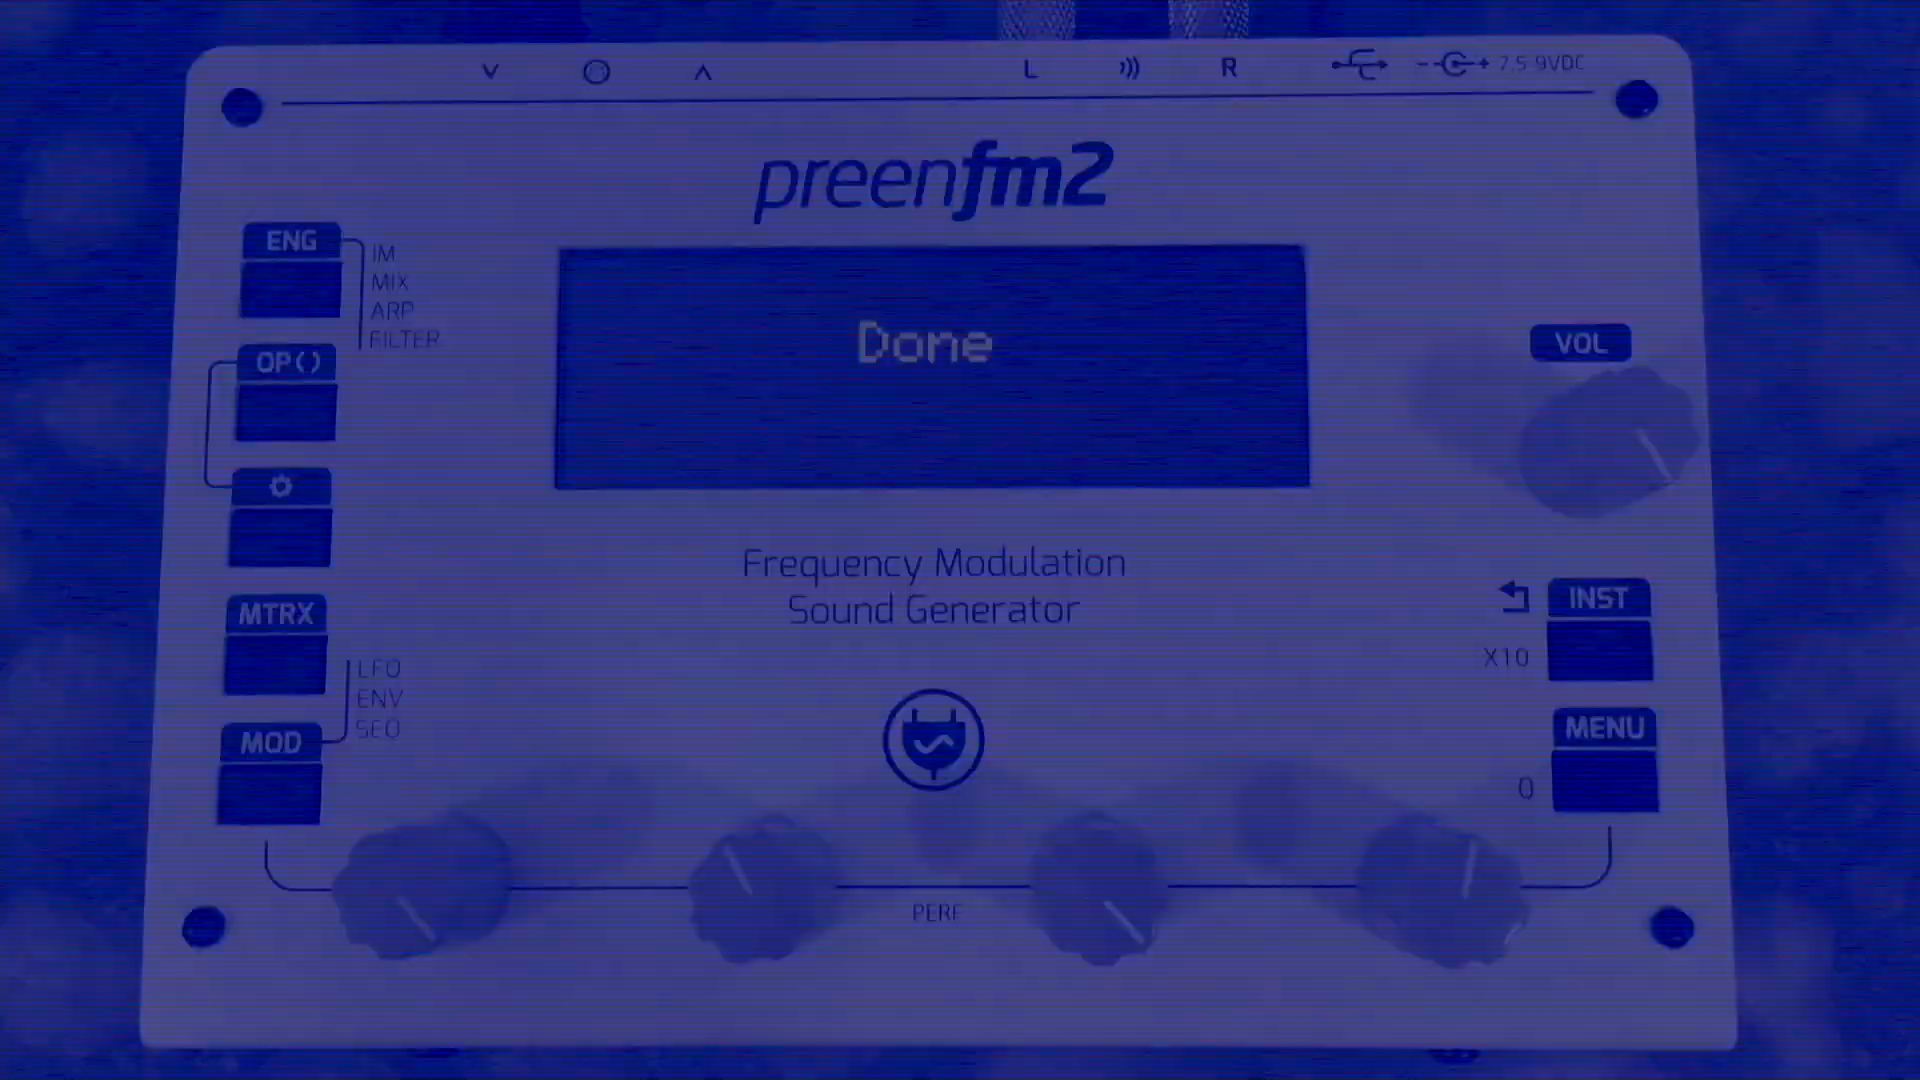 L R 7.5-9VDC
preenfm2
ENG
IM
MIX
ARP
FILTER
Done
OP()
VOL
Frequency Modulation
Sound Generator
MTRX
LFO
ENV
SEQ
MOD
INST
X10
MENU
0
PERF